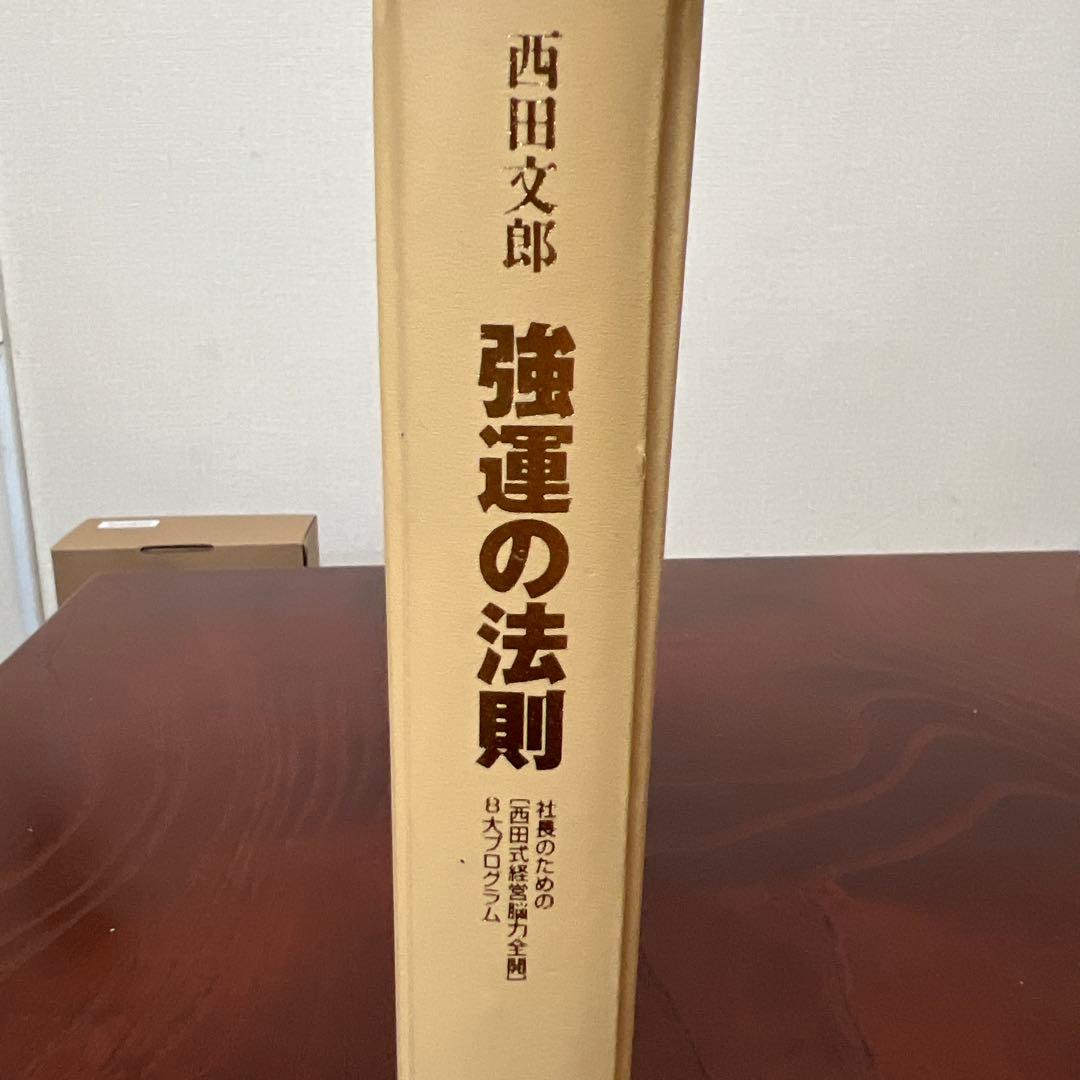 西田文郎
強運の法則
社長のための
［西田式経営脳力全開］
8大プログラム